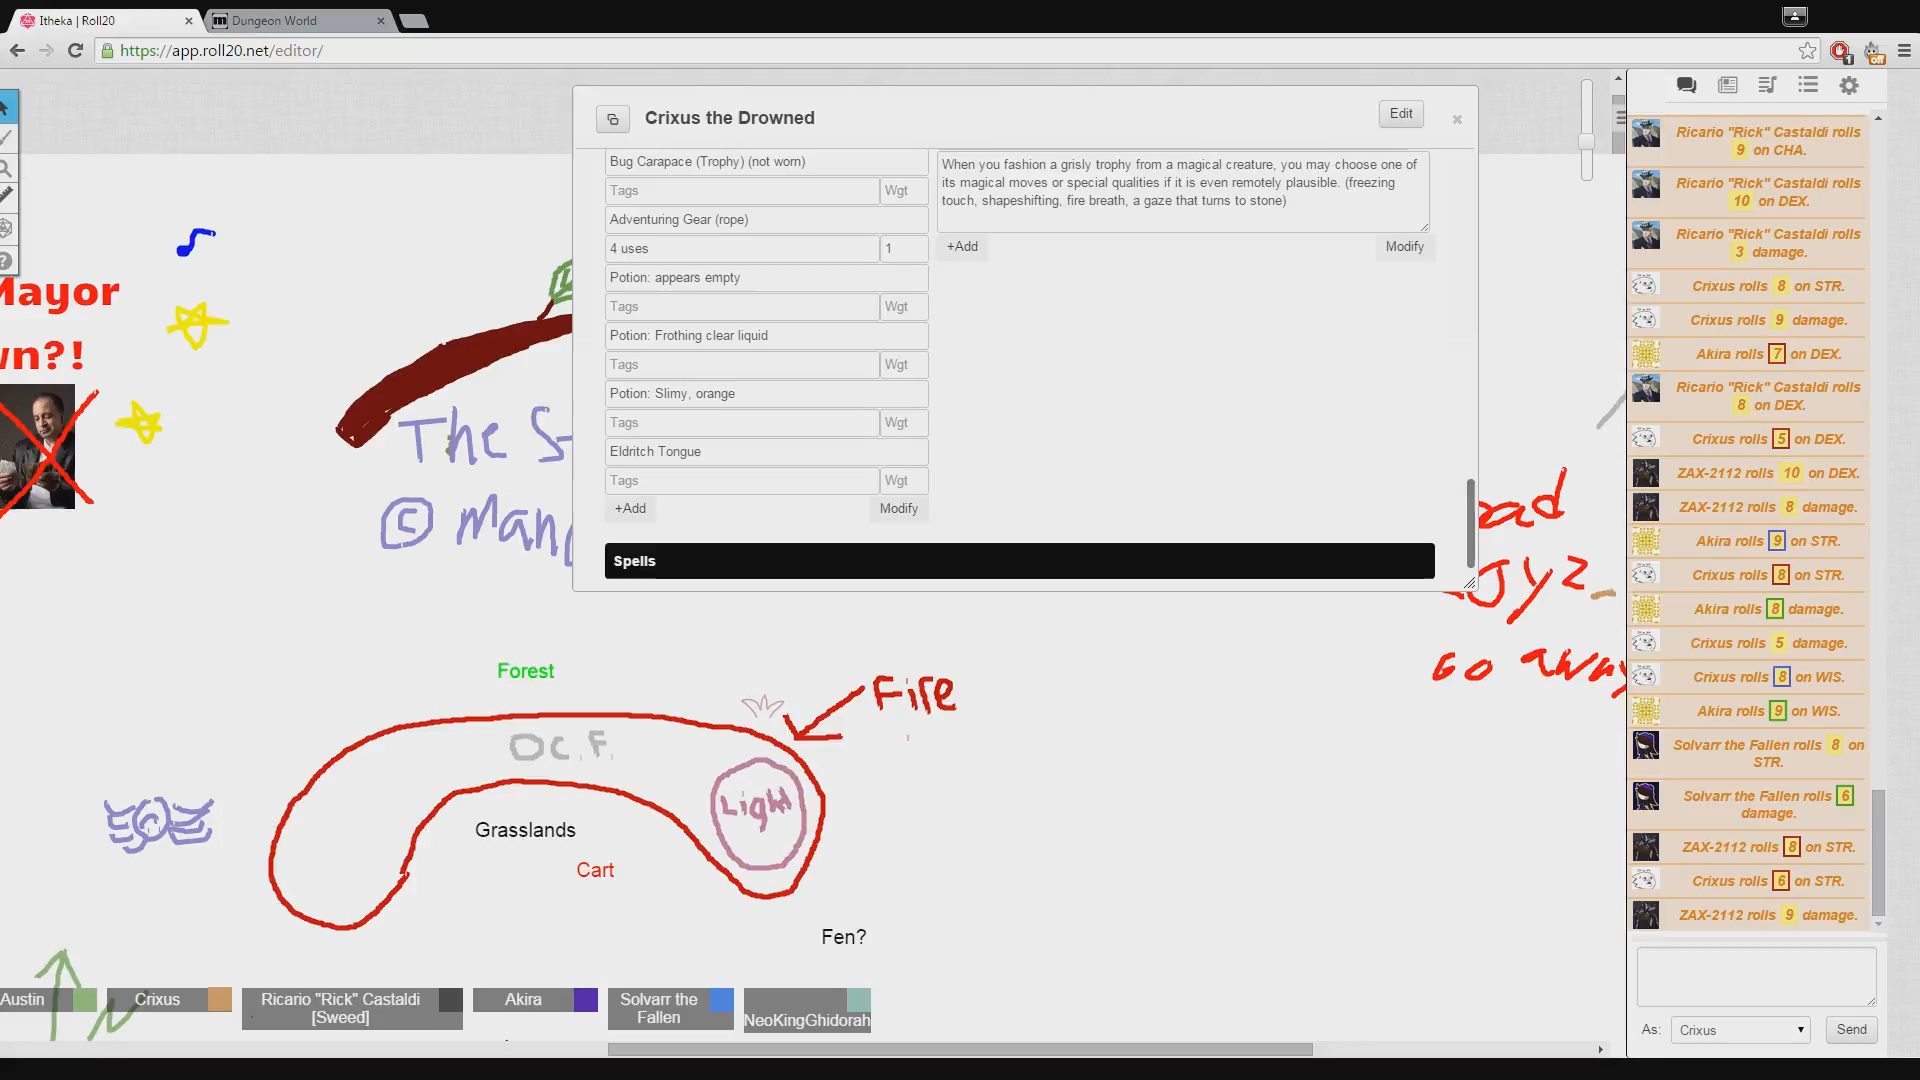 Itheka | Roll20
Dungeon World
https://app.roll20.net/editor/
Crixus the Drowned
Edit
Bug Carapace (Trophy) (not worn)
Tags
Wgt
Adventuring Gear (rope)
4 uses
1
Potion: appears empty
Tags
Wgt
Potion: Frothing clear liquid
Tags
Wgt
Potion: Slimy, orange
Tags
Wgt
Eldritch Tongue
Tags
Wgt
+Add
Modify
When you fashion a grisly trophy from a magical creature, you may choose one of
its magical moves or special qualities if it is even remotely plausible. (freezing
touch, shapeshifting, fire breath, a gaze that turns to stone)
+Add
Modify
Spells
Mayor
wn?!
The S
© Man
ad
Jyz
Go away
Forest
Fire
O.C.F.
Light
Grasslands
Cart
Fen?
N
Austin
Crixus
Ricario "Rick" Castaldi
[Sweed]
Akira
Solvarr the
Fallen
NeoKingGhidorah
Ricario "Rick" Castaldi rolls
9 on CHA.
Ricario "Rick" Castaldi rolls
10 on DEX.
Ricario "Rick" Castaldi rolls
3 damage.
Crixus rolls 8 on STR.
Crixus rolls 9 damage.
Akira rolls 7 on DEX.
Ricario "Rick" Castaldi rolls
8 on DEX.
Crixus rolls 5 on DEX.
ZAX-2112 rolls 10 on DEX.
ZAX-2112 rolls 8 damage.
Akira rolls 9 on STR.
Crixus rolls 8 on STR.
Akira rolls 8 damage.
Crixus rolls 5 damage.
Crixus rolls 8 on WIS.
Akira rolls 9 on WIS.
Solvarr the Fallen rolls 8 on
STR.
Solvarr the Fallen rolls 6
damage.
ZAX-2112 rolls 8 on STR.
Crixus rolls 6 on STR.
ZAX-2112 rolls 9 damage.
As:
Crixus
Send